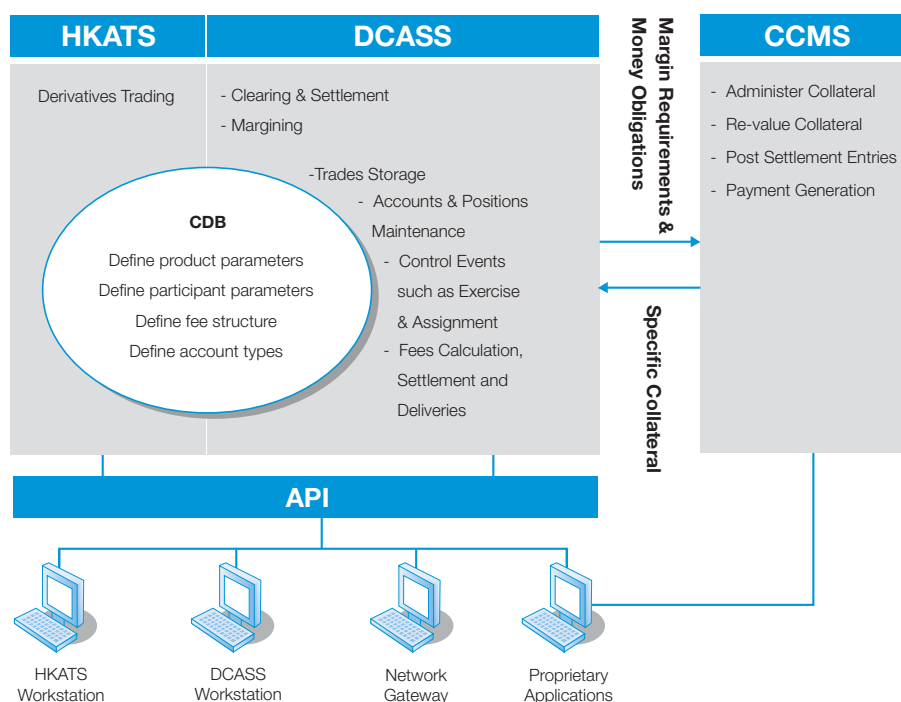 HKATS
DCASS
CCMS
Derivatives Trading
- Clearing & Settlement
- Margining
-Trades Storage
- Accounts & Positions
Maintenance
- Control Events
such as Exercise
& Assignment
- Fees Calculation,
Settlement and
Deliveries
CDB
Define product parameters
Define participant parameters
Define fee structure
Define account types
Margin Requirements &
Money Obligations
Specific Collateral
- Administer Collateral
- Re-value Collateral
- Post Settlement Entries
- Payment Generation
API
HKATS
Workstation
DCASS
Workstation
Network
Gateway
Proprietary
Applications